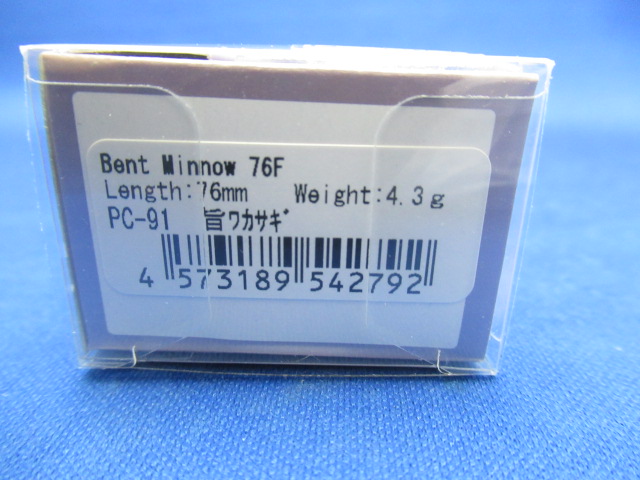 Bent Minnow 76F
Length:76mm Weight:4.3g
PC-91 旨ワカサギ
4 573189 542792